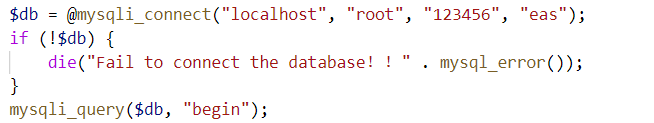 $db = @mysqli_connect("localhost", "root", "123456", "eas");
if (!$db) {
    die("Fail to connect the database!！" . mysql_error());
}
mysqli_query($db, "begin");